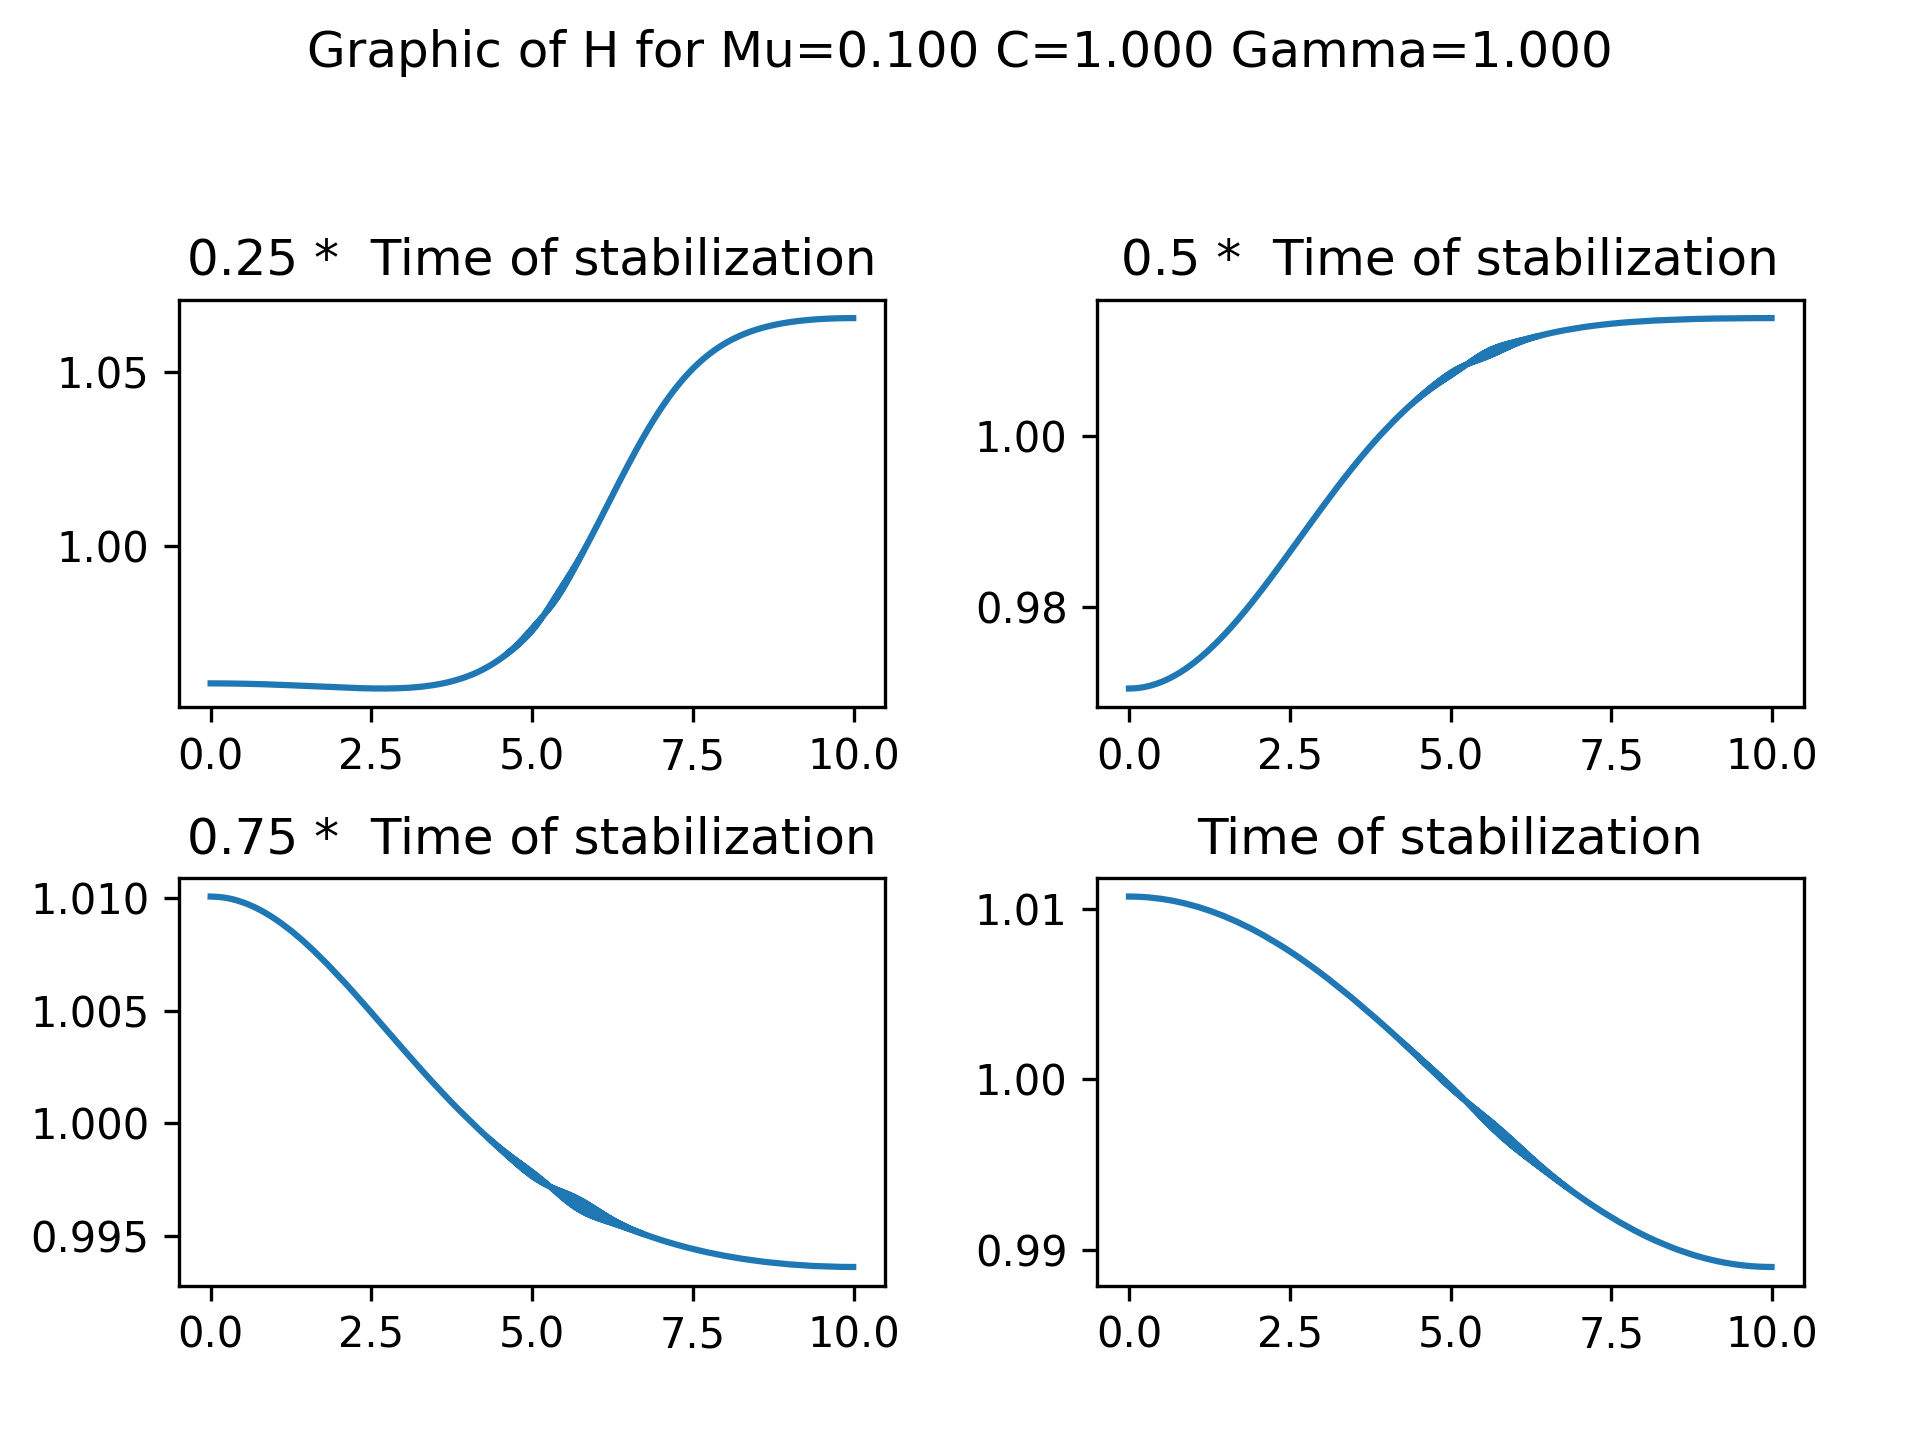 Graphic of H for Mu=0.100 C=1.000 Gamma=1.000
0.25 *  Time of stabilization
1.05
1.00
0.0 2.5 5.0 7.5 10.0
0.5 *  Time of stabilization
1.00
0.98
0.0 2.5 5.0 7.5 10.0
0.75 *  Time of stabilization
1.010
1.005
1.000
0.995
0.0 2.5 5.0 7.5 10.0
Time of stabilization
1.01
1.00
0.99
0.0 2.5 5.0 7.5 10.0